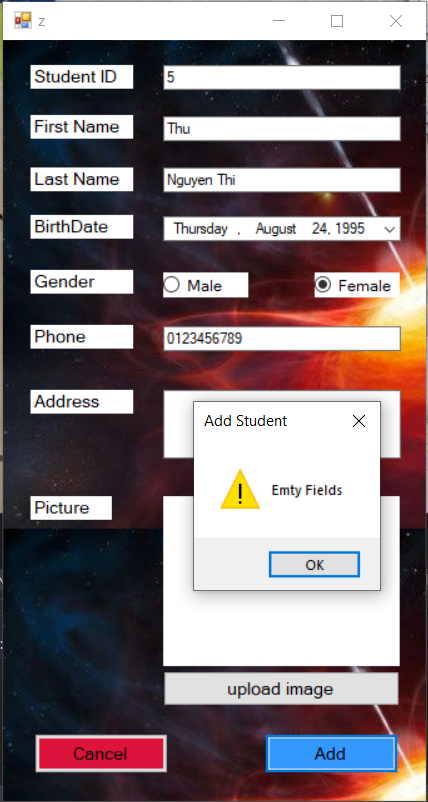 z
Student ID 5
First Name Thu
Last Name Nguyen Thi
BirthDate Thursday , August 24, 1995
Gender Male Female
Phone 0123456789
Address
Add Student
Emty Fields
Picture
OK
upload image
Cancel Add